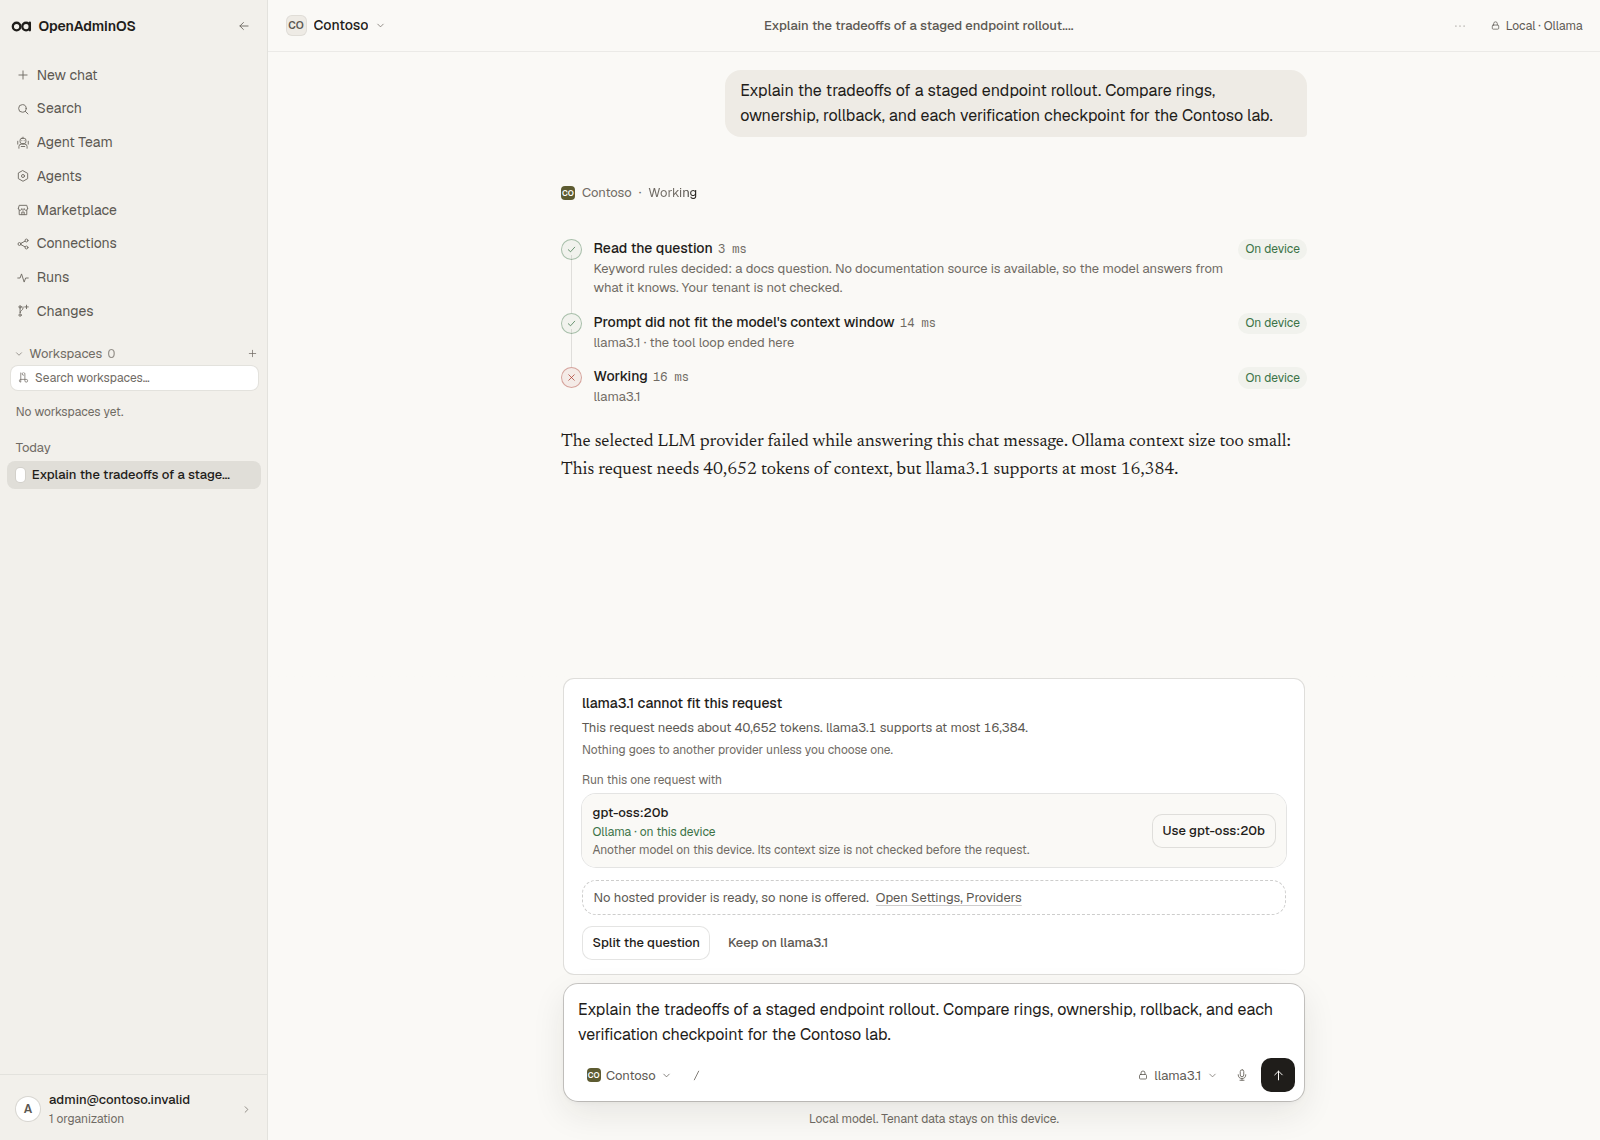 OpenAdminOS
New chat
Search
Agent Team
Agents
Marketplace
Connections
Runs
Changes
Workspaces 0
Search workspaces...
No workspaces yet.
Today
Explain the tradeoffs of a stage...
A
admin@contoso.invalid
1 organization
CO Contoso
Explain the tradeoffs of a staged endpoint rollout....
Local · Ollama
Explain the tradeoffs of a staged endpoint rollout. Compare rings,
ownership, rollback, and each verification checkpoint for the Contoso lab.
CO Contoso · Working
Read the question 3 ms
On device
Keyword rules decided: a docs question. No documentation source is available, so the model answers from
what it knows. Your tenant is not checked.
Prompt did not fit the model's context window 14 ms
On device
llama3.1 · the tool loop ended here
Working 16 ms
On device
llama3.1
The selected LLM provider failed while answering this chat message. Ollama context size too small:
This request needs 40,652 tokens of context, but llama3.1 supports at most 16,384.
llama3.1 cannot fit this request
This request needs about 40,652 tokens. llama3.1 supports at most 16,384.
Nothing goes to another provider unless you choose one.
Run this one request with
gpt-oss:20b
Ollama · on this device
Another model on this device. Its context size is not checked before the request.
Use gpt-oss:20b
No hosted provider is ready, so none is offered. Open Settings, Providers
Split the question
Keep on llama3.1
Explain the tradeoffs of a staged endpoint rollout. Compare rings, ownership, rollback, and each
verification checkpoint for the Contoso lab.
CO Contoso /
llama3.1
Local model. Tenant data stays on this device.